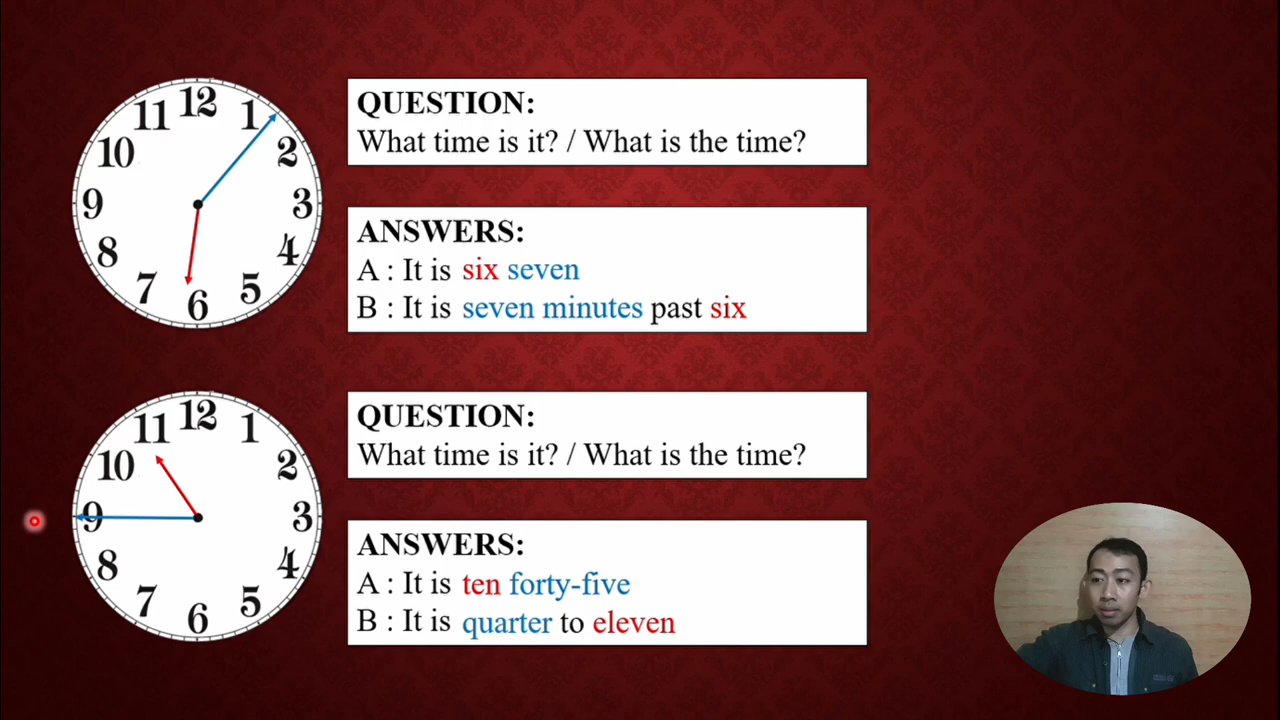 12
11 1
10 2
9 3
8 4
7 5
6
QUESTION:
What time is it? / What is the time?
ANSWERS:
A : It is six seven
B : It is seven minutes past six
12
11 1
10 2
9 3
8 4
7 5
6
QUESTION:
What time is it? / What is the time?
ANSWERS:
A : It is ten forty-five
B : It is quarter to eleven